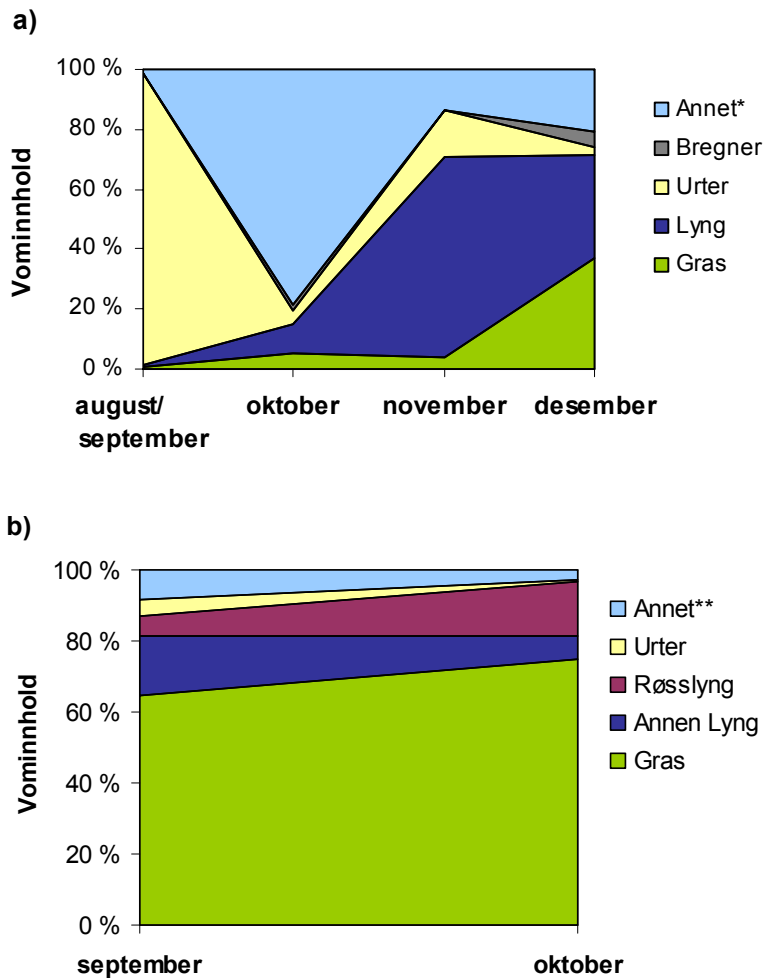 a)
100 %
80 %
60 %
40 %
20 %
0 %
Vominnhold
august/
september
oktober
november
desember
Annet*
Bregner
Urter
Lyng
Gras
b)
100 %
80 %
60 %
40 %
20 %
0 %
Vominnhold
september
oktober
Annet**
Urter
Røsslyng
Annen Lyng
Gras